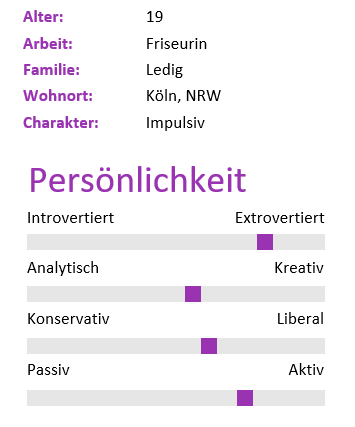 Alter: 19
Arbeit: Friseurin
Familie: Ledig
Wohnort: Köln, NRW
Charakter: Impulsiv
Persönlichkeit
Introvertiert Extrovertiert
Analytisch Kreativ
Konservativ Liberal
Passiv Aktiv